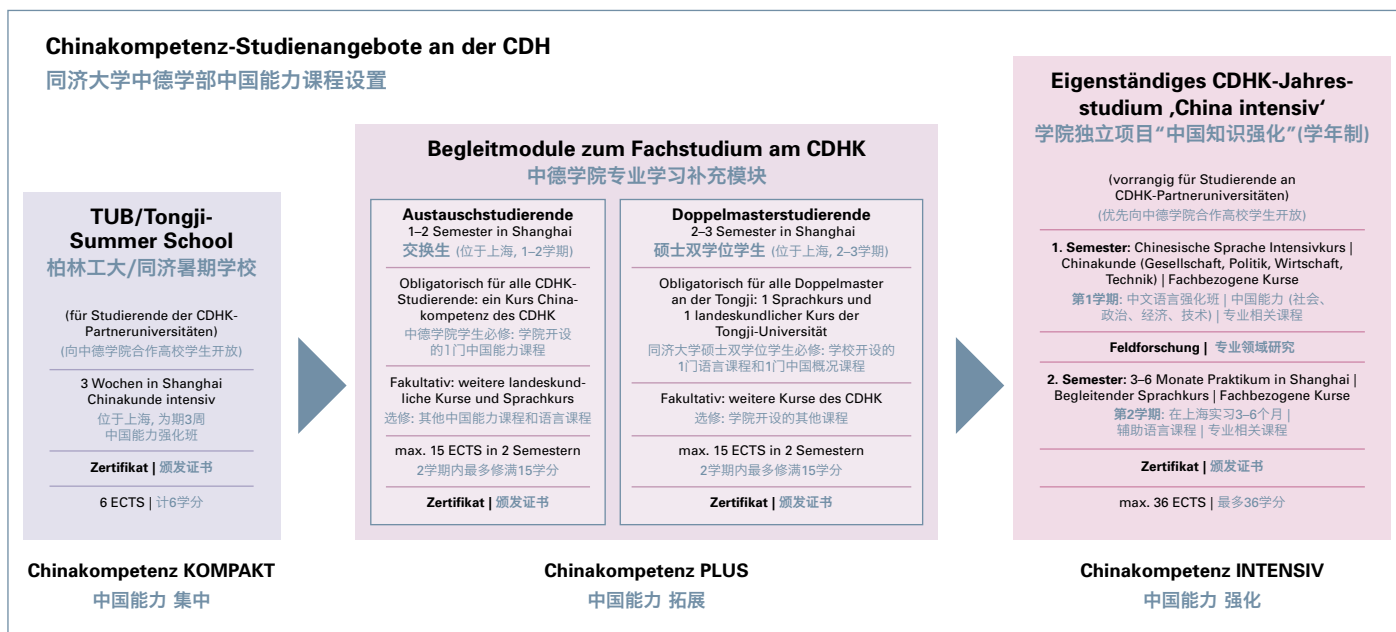 Chinakompetenz-Studienangebote an der CDH
同济大学中德学部中国能力课程设置
TUB/Tongji-
Summer School
柏林工大/同济暑期学校
(für Studierende der CDHK-
Partneruniversitäten)
(向中德学院合作高校学生开放)
3 Wochen in Shanghai
Chinakunde intensiv
位于上海, 为期3周
中国能力强化班
Zertifikat | 颁发证书
6 ECTS | 计6学分
Chinakompetenz KOMPAKT
中国能力 集中
Begleitmodule zum Fachstudium am CDHK
中德学院专业学习补充模块
Austauschstudierende
1–2 Semester in Shanghai
交换生 (位于上海, 1–2学期)
Obligatorisch für alle CDHK-
Studierende: ein Kurs China-
kompetenz des CDHK
中德学院学生必修: 学院开设
的1门中国能力课程
Fakultativ: weitere landeskund-
liche Kurse und Sprachkurs
选修: 其他中国能力课程和语言课程
max. 15 ECTS in 2 Semestern
2学期内最多修满15学分
Zertifikat | 颁发证书
Doppelmasterstudierende
2–3 Semester in Shanghai
硕士双学位学生 (位于上海, 2–3学期)
Obligatorisch für alle Doppelmaster
an der Tongji: 1 Sprachkurs und
1 landeskundlicher Kurs der
Tongji-Universität
同济大学硕士双学位学生必修: 学校开设的
1门语言课程和1门中国概况课程
Fakultativ: weitere Kurse des CDHK
选修: 学院开设的其他课程
max. 15 ECTS in 2 Semestern
2学期内最多修满15学分
Zertifikat | 颁发证书
Chinakompetenz PLUS
中国能力 拓展
Eigenständiges CDHK-Jahres-
studium ‚China intensiv‘
学院独立项目“中国知识强化”(学年制)
(vorrangig für Studierende an
CDHK-Partneruniversitäten)
(优先向中德学院合作高校学生开放)
1. Semester: Chinesische Sprache Intensivkurs |
Chinakunde (Gesellschaft, Politik, Wirtschaft,
Technik) | Fachbezogene Kurse
第1学期: 中文语言强化班 | 中国能力 (社会、
政治、经济、技术) | 专业相关课程
Feldforschung | 专业领域研究
2. Semester: 3–6 Monate Praktikum in Shanghai |
Begleitender Sprachkurs | Fachbezogene Kurse
第2学期: 在上海实习3–6个月 |
辅助语言课程 | 专业相关课程
Zertifikat | 颁发证书
max. 36 ECTS | 最多36学分
Chinakompetenz INTENSIV
中国能力 强化